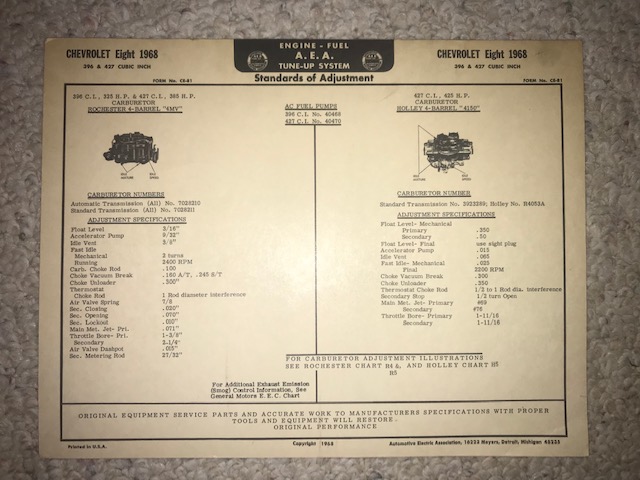 CHEVROLET Eight 1968
396 & 427 CUBIC INCH
FORM No. CE-81
ENGINE - FUEL
A.E.A.
TUNE-UP SYSTEM
Standards of Adjustment
CHEVROLET Eight 1968
396 & 427 CUBIC INCH
FORM No. CE-81
396 C.I., 325 H.P. & 427 C.I., 385 H.P.
CARBURETOR
ROCHESTER 4-BARREL "4MV"
AC FUEL PUMPS
396 C.I. No. 40468
427 C.I. No. 40470
427 C.I., 425 H.P.
CARBURETOR
HOLLEY 4-BARREL "4150"
IDLE MIXTURE
IDLE SPEED
IDLE MIXTURE
IDLE SPEED
CARBURETOR NUMBERS
Automatic Transmission (All) No. 7028210
Standard Transmission (All) No. 7028211
ADJUSTMENT SPECIFICATIONS
Float Level 3/16"
Accelerator Pump 9/32"
Idle Vent 3/8"
Fast Idle
Mechanical 2 turns
Running 2400 RPM
Carb. Choke Rod .100
Choke Vacuum Break .160 A/T, .245 S/T
Choke Unloader .300"
Thermostat
Choke Rod 1 Rod diameter interference
Air Valve Spring 7/8
Sec. Closing .020"
Sec. Opening .070"
Sec. Lockout .010"
Main Met. Jet- Pri. .071"
Throttle Bore- Pri. 1-3/8"
Secondary 2-1/4"
Air Valve Dashpot .015"
Sec. Metering Rod 27/32"
CARBURETOR NUMBER
Standard Transmission No. 3923289; Holley No. R4053A
ADJUSTMENT SPECIFICATIONS
Float Level- Mechanical
Primary .350
Secondary .50
Float Level- Final use sight plug
Accelerator Pump .015
Idle Vent .065
Fast Idle- Mechanical .025
Final 2200 RPM
Choke Vacuum Break .300
Choke Unloader .350
Thermostat Choke Rod 1/2 to 1 Rod dia. interference
Secondary Stop 1/2 turn Open
Main Met. Jet- Primary #69
Secondary #76
Throttle Bore- Primary 1-11/16
Secondary 1-11/16
FOR CARBURETOR ADJUSTMENT ILLUSTRATIONS
SEE ROCHESTER CHART R4 &, AND HOLLEY CHART H5
R5
For Additional Exhaust Emission
(Smog) Control Information, See
General Motors E.E.C. Chart
ORIGINAL EQUIPMENT SERVICE PARTS AND ACCURATE WORK TO MANUFACTURERS SPECIFICATIONS WITH PROPER
TOOLS AND EQUIPMENT WILL RESTORE
ORIGINAL PERFORMANCE
Printed in U.S.A.
Copyright 1968
Automotive Electric Association, 16223 Meyers, Detroit, Michigan 48235